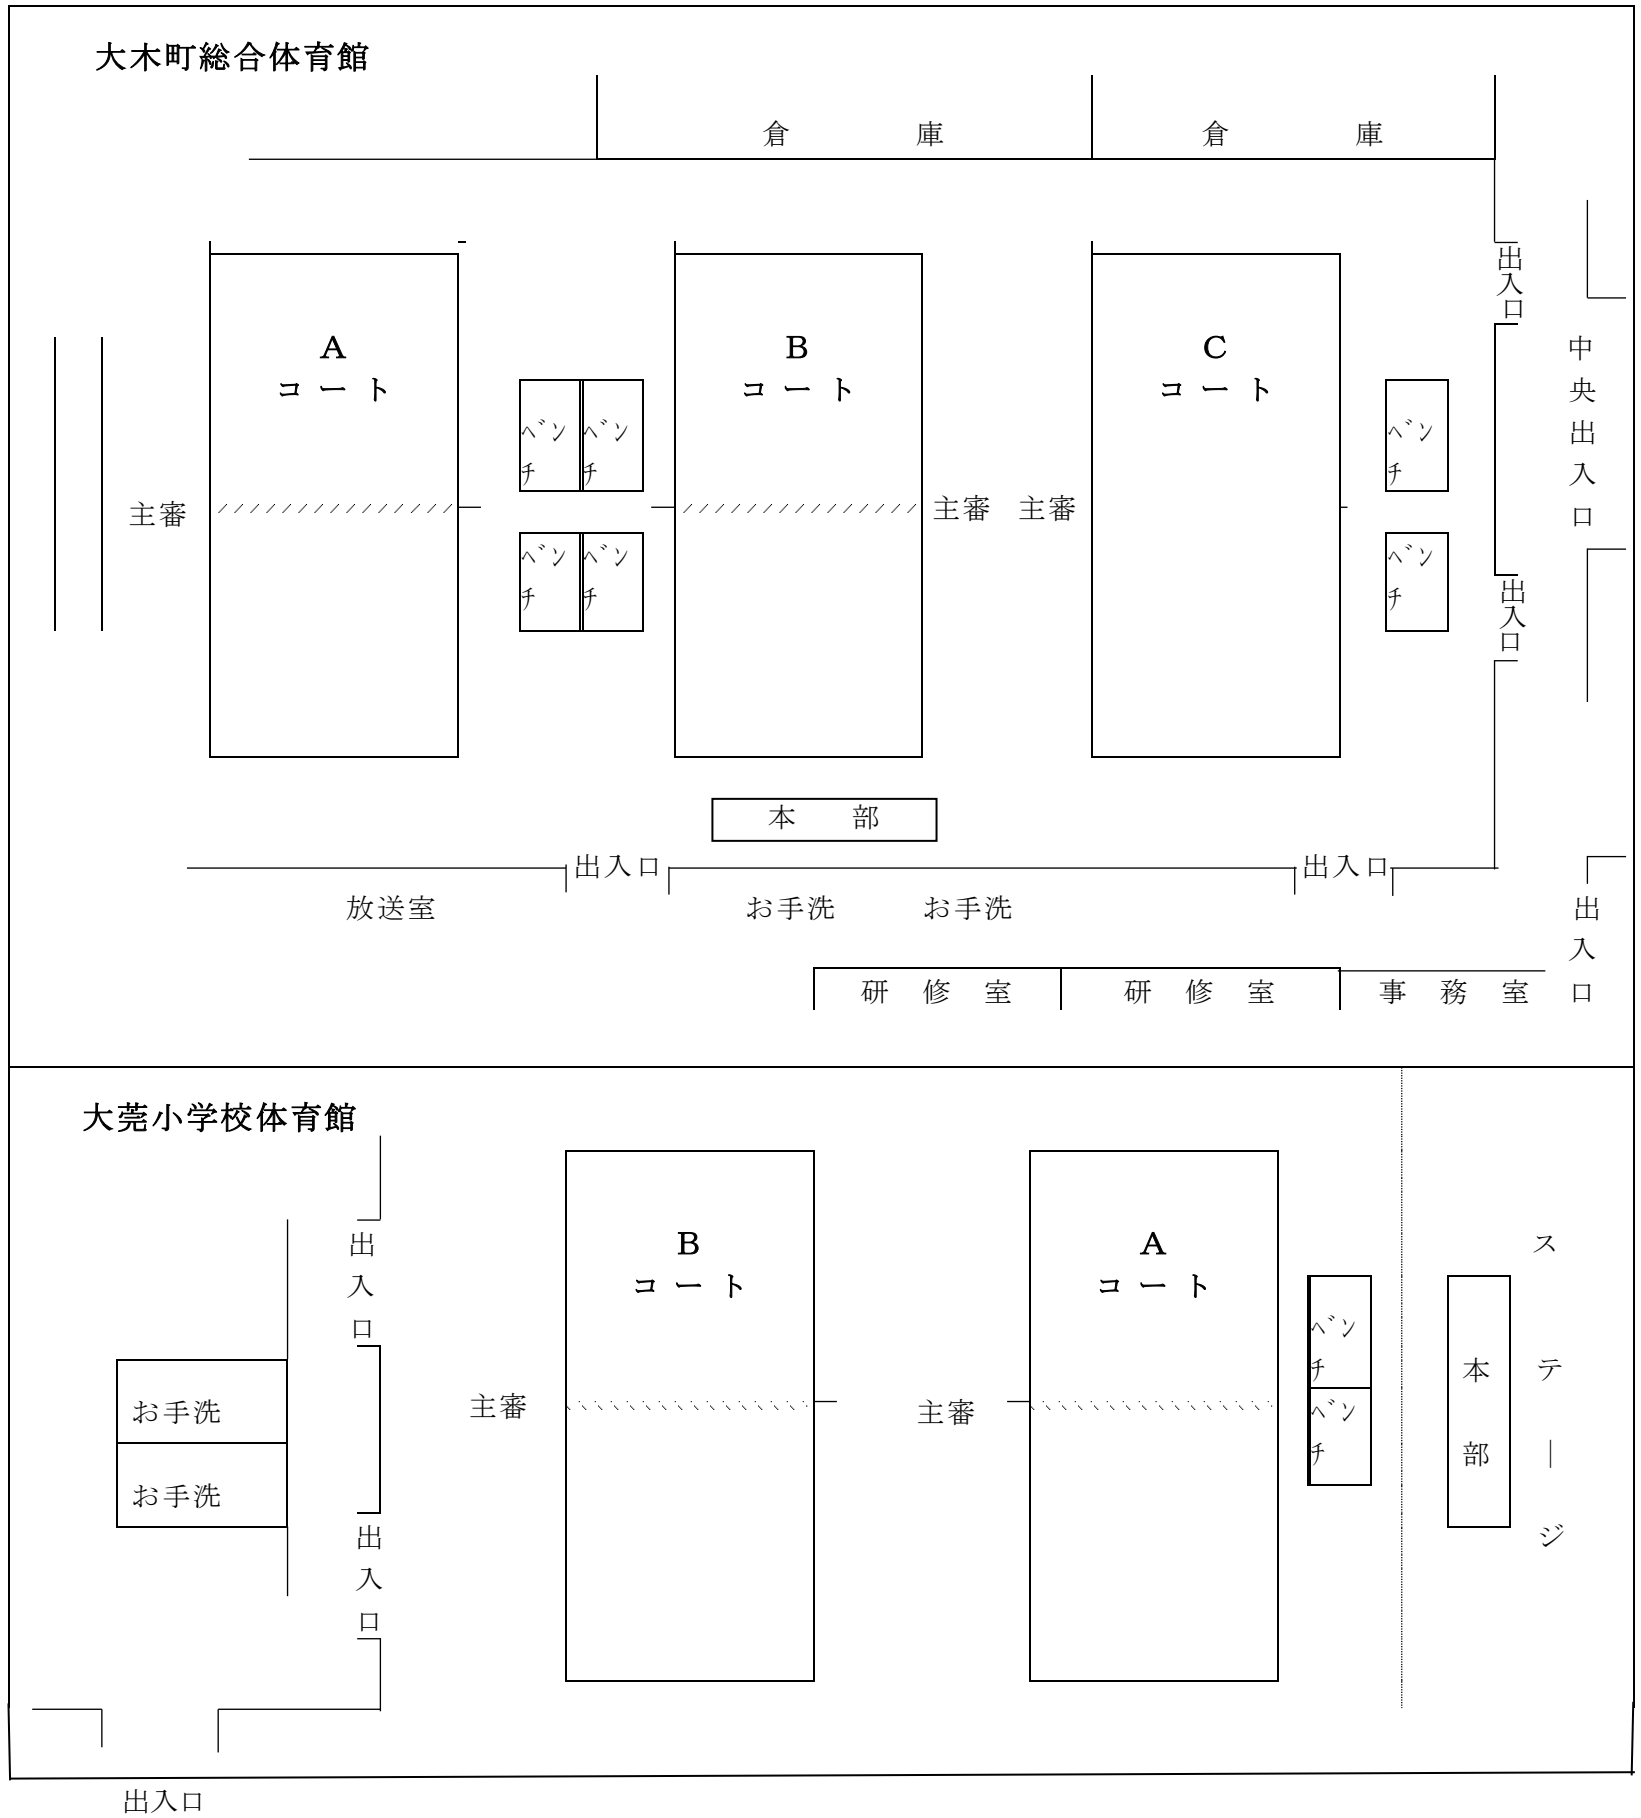 大木町総合体育館
倉 庫
倉 庫
出入口
A
コート
B
コート
C
コート
中央出入口
ベンチ
ベンチ
ベンチ
主審
主審
主審
ベンチ
ベンチ
ベンチ
出入口
本 部
出入口
出入口
放送室
お手洗
お手洗
出入口
研 修 室
研 修 室
事 務 室
大莞小学校体育館
出入口
B
コート
A
コート
ステージ
ベンチ
本部
お手洗
主審
主審
ベンチ
お手洗
出入口
出入口